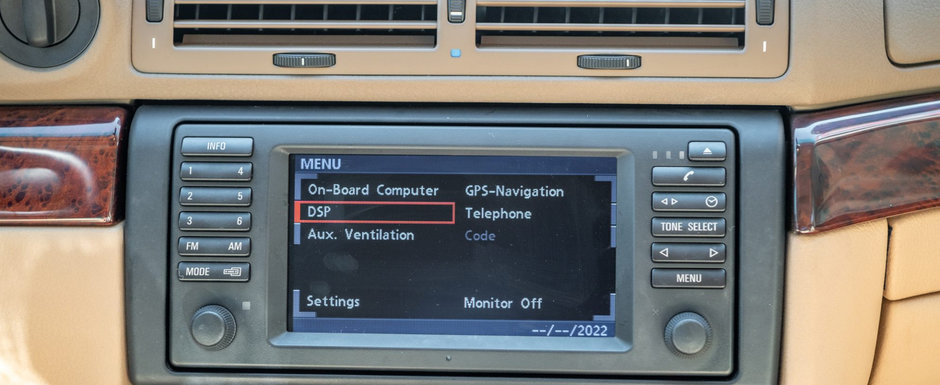 INFO
1 4
2 5
3 6
FM AM
MODE
MENU
On-Board Computer GPS-Navigation
DSP Telephone
Aux. Ventilation Code
Settings Monitor Off
--/--/2022
TONE SELECT
MENU